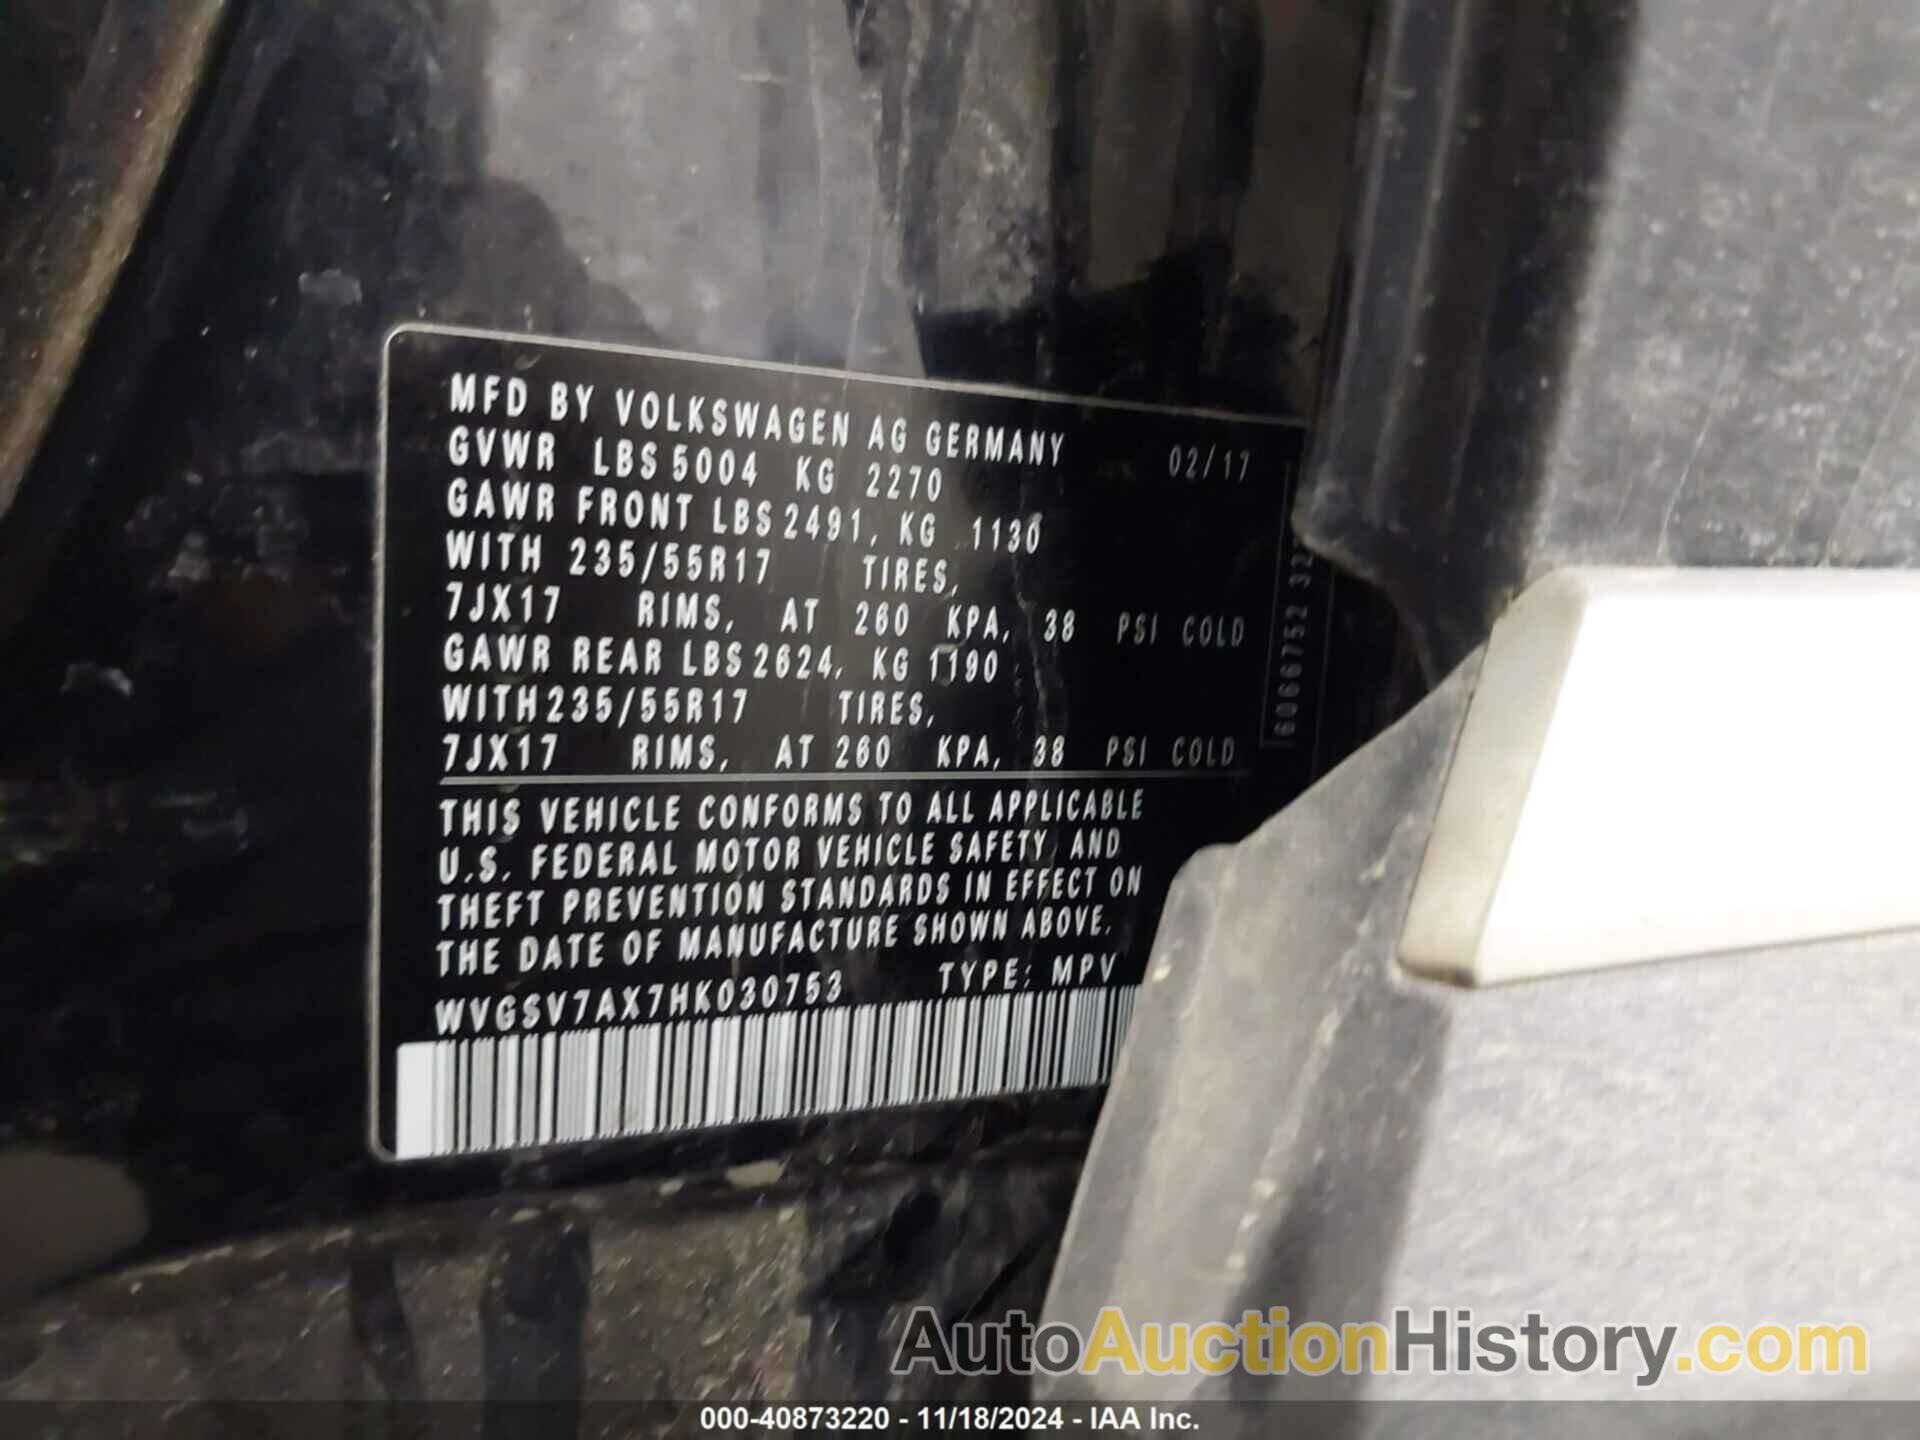 MFD BY VOLKSWAGEN AG GERMANY 02/17
GVWR LBS 5004 KG 2270
GAWR FRONT LBS 2491, KG 1130
WITH 235/55R17 TIRES,
7JX17 RIMS, AT 260 KPA, 38 PSI COLD
GAWR REAR LBS 2624, KG 1190
WITH 235/55R17 TIRES,
7JX17 RIMS, AT 260 KPA, 38 PSI COLD
THIS VEHICLE CONFORMS TO ALL APPLICABLE
U.S. FEDERAL MOTOR VEHICLE SAFETY AND
THEFT PREVENTION STANDARDS IN EFFECT ON
THE DATE OF MANUFACTURE SHOWN ABOVE.
WVGSV7AX7HK030753 TYPE: MPV
6066752
AutoAuctionHistory.com
000-40873220 - 11/18/2024 - IAA Inc.